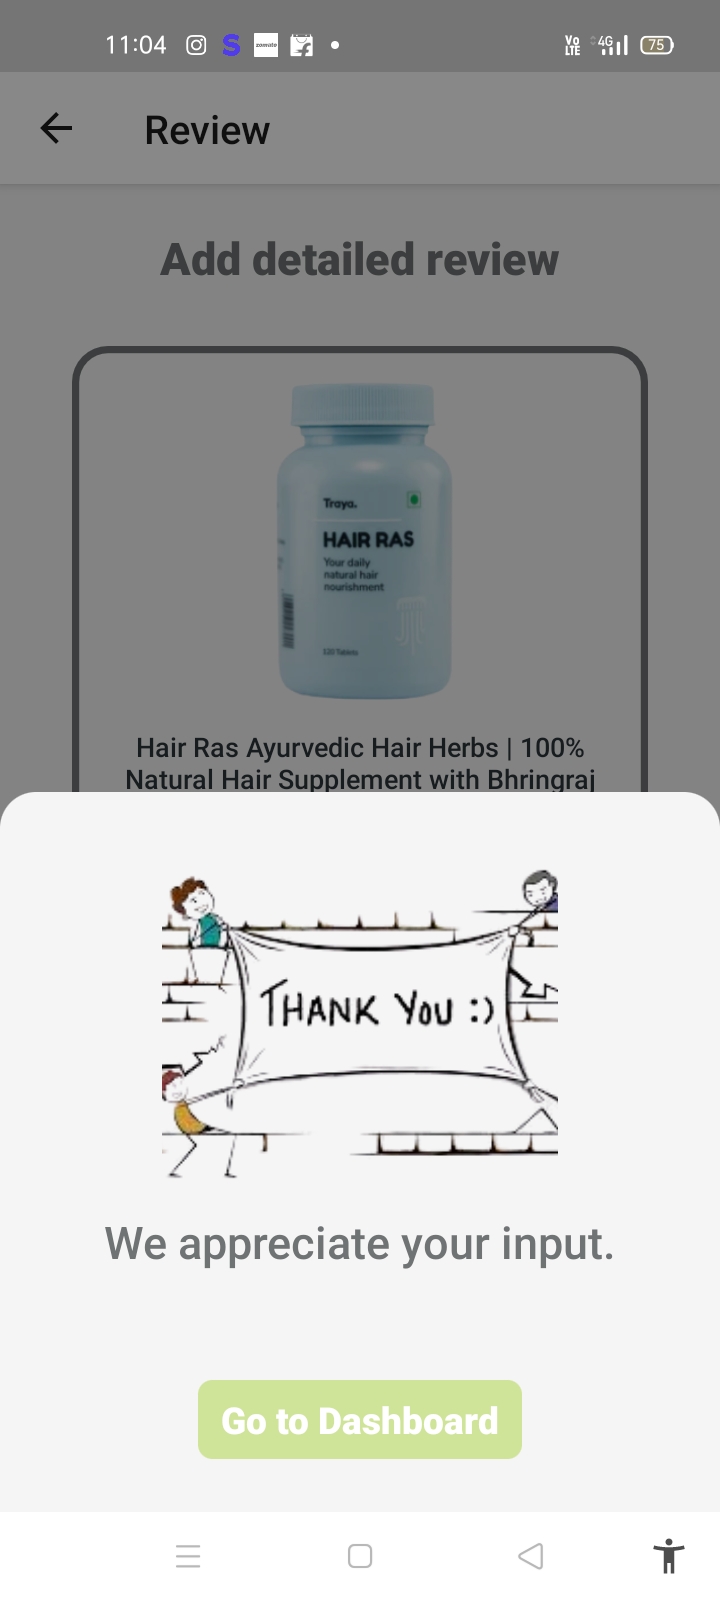 11:04
S
zomato
Vo
LTE
4G
75
Review
Add detailed review
Traya.
HAIR RAS
Your daily
natural hair
nourishment
120 Tablets
Hair Ras Ayurvedic Hair Herbs | 100%
Natural Hair Supplement with Bhringraj
THANK YOU :)
We appreciate your input.
Go to Dashboard